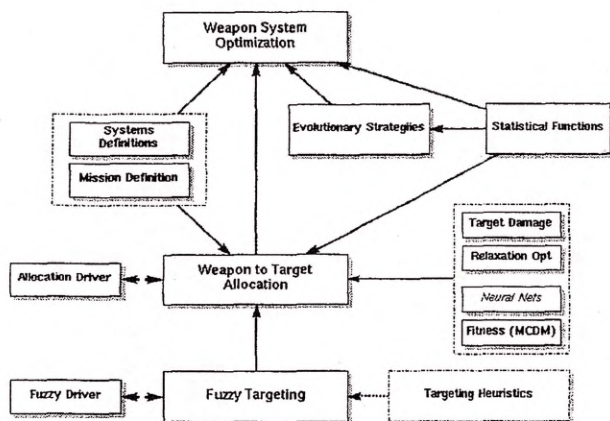 Weapon System
Optimization
Systems
Definitions
Mission Definition
Evolutionary Strategiies
Statistical Functions
Target Damage
Relaxation Opt
Neural Nets
Fitness (MCDM)
Allocation Driver
Weapon to Target
Allocation
Fuzzy Driver
Fuzzy Targeting
Targeting Heuristics